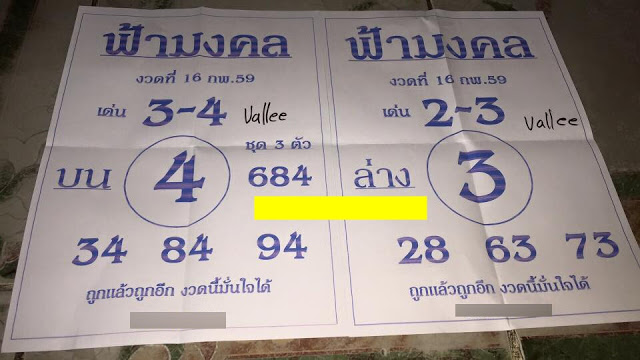 ฟ้ามงคล
งวดที่ 16 กพ.59
เด่น 3-4 Vallee
ชุด 3 ตัว
บน 4 684
34 84 94
ถูกแล้วถูกอีก งวดนี้มั่นใจได้
ฟ้ามงคล
งวดที่ 16 กพ.59
เด่น 2-3 Vallee
ล่าง 3
28 63 73
ถูกแล้วถูกอีก งวดนี้มั่นใจได้